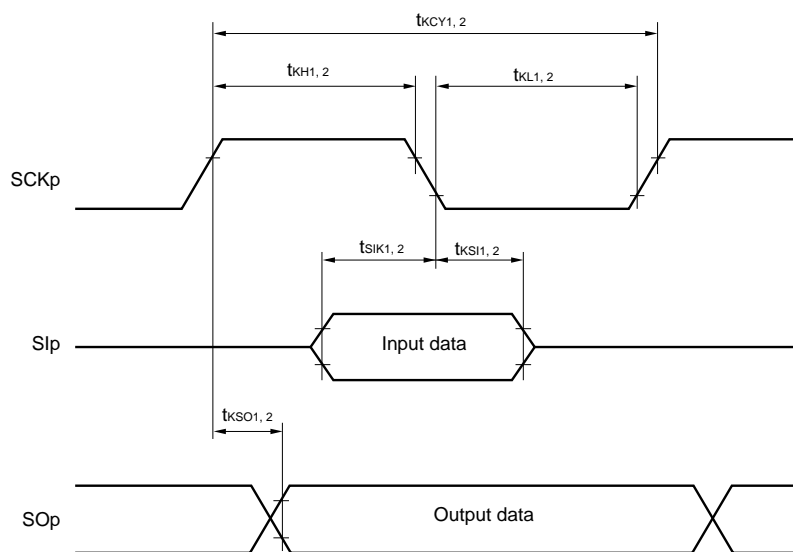 tKCY1, 2
tKH1, 2
tKL1, 2
SCKp
tSIK1, 2
tKSI1, 2
SIp
Input data
tKSO1, 2
SOp
Output data